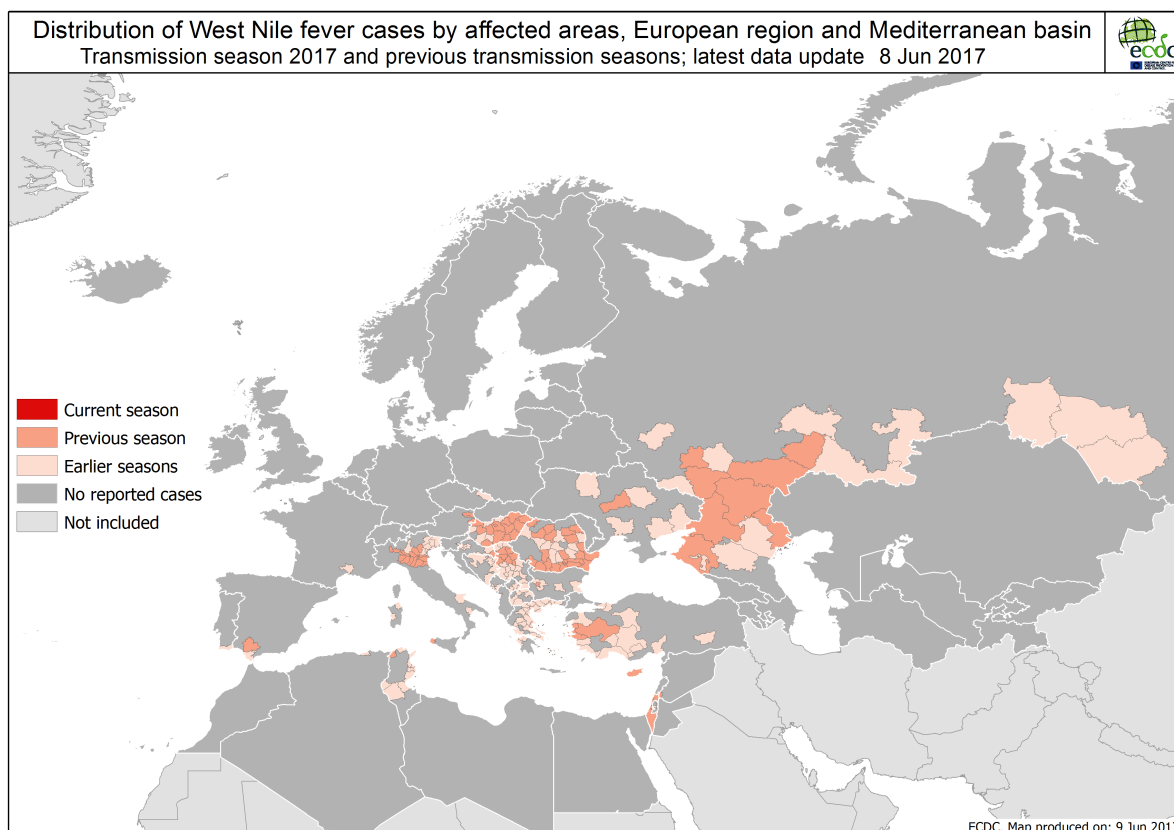 Distribution of West Nile fever cases by affected areas, European region and Mediterranean basin
Transmission season 2017 and previous transmission seasons; latest data update 8 Jun 2017
ecdc
Current season
Previous season
Earlier seasons
No reported cases
Not included
ECDC. Map produced on: 9 Jun 2017